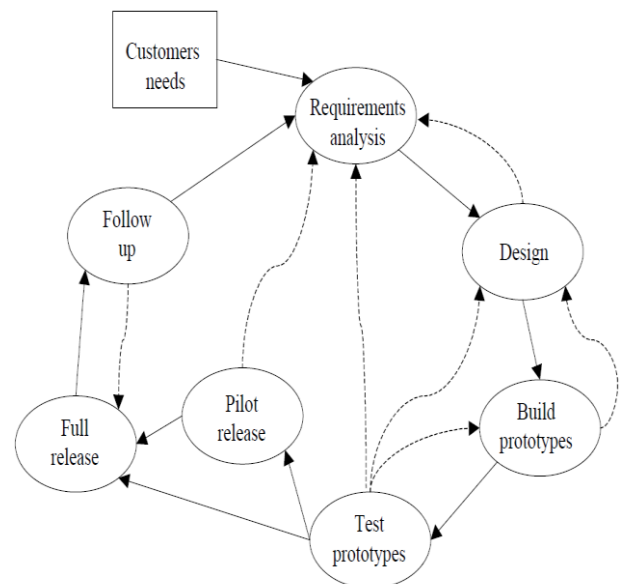 Customers
needs
Requirements
analysis
Follow
up
Design
Pilot
release
Build
prototypes
Full
release
Test
prototypes